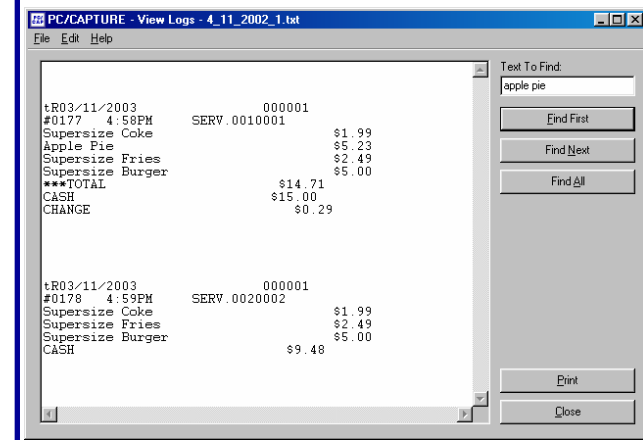 PC/CAPTURE - View Logs - 4_11_2002_1.txt
File Edit Help
Text To Find:
apple pie
Find First
Find Next
Find All
tR03/11/2003 000001
#0177 4:58PM SERV.0010001
Supersize Coke $1.99
Apple Pie $5.23
Supersize Fries $2.49
Supersize Burger $5.00
***TOTAL $14.71
CASH $15.00
CHANGE $0.29
tR03/11/2003 000001
#0178 4:59PM SERV.0020002
Supersize Coke $1.99
Supersize Fries $2.49
Supersize Burger $5.00
CASH $9.48
Print
Close